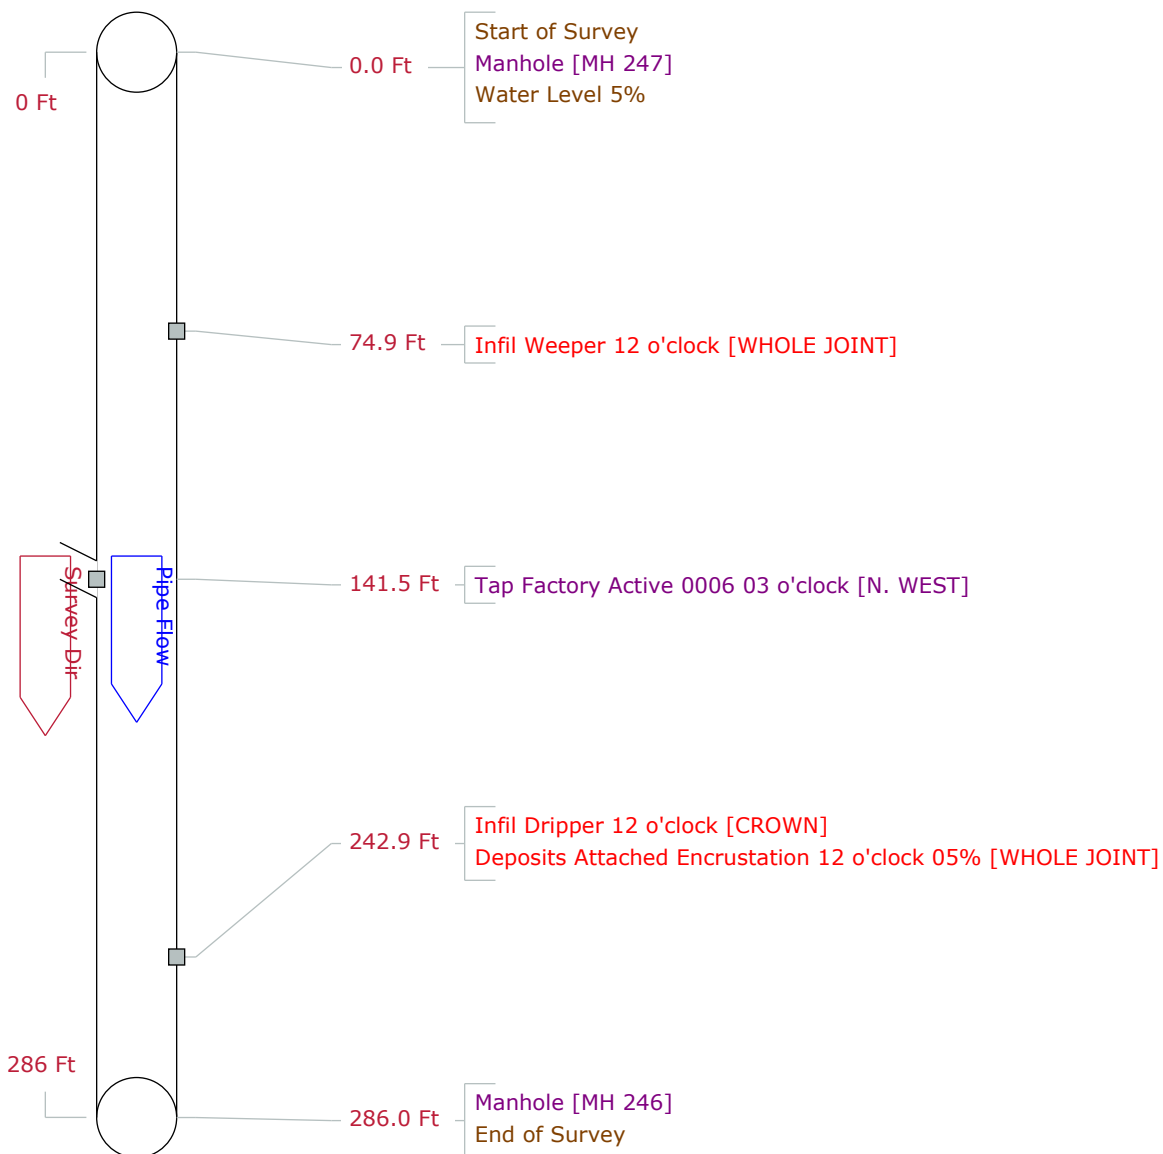 0 Ft
0.0 Ft
Start of Survey
Manhole [MH 247]
Water Level 5%
74.9 Ft
Infil Weeper 12 o'clock [WHOLE JOINT]
Survey Dir
Pipe Flow
141.5 Ft
Tap Factory Active 0006 03 o'clock [N. WEST]
242.9 Ft
Infil Dripper 12 o'clock [CROWN]
Deposits Attached Encrustation 12 o'clock 05% [WHOLE JOINT]
286 Ft
286.0 Ft
Manhole [MH 246]
End of Survey